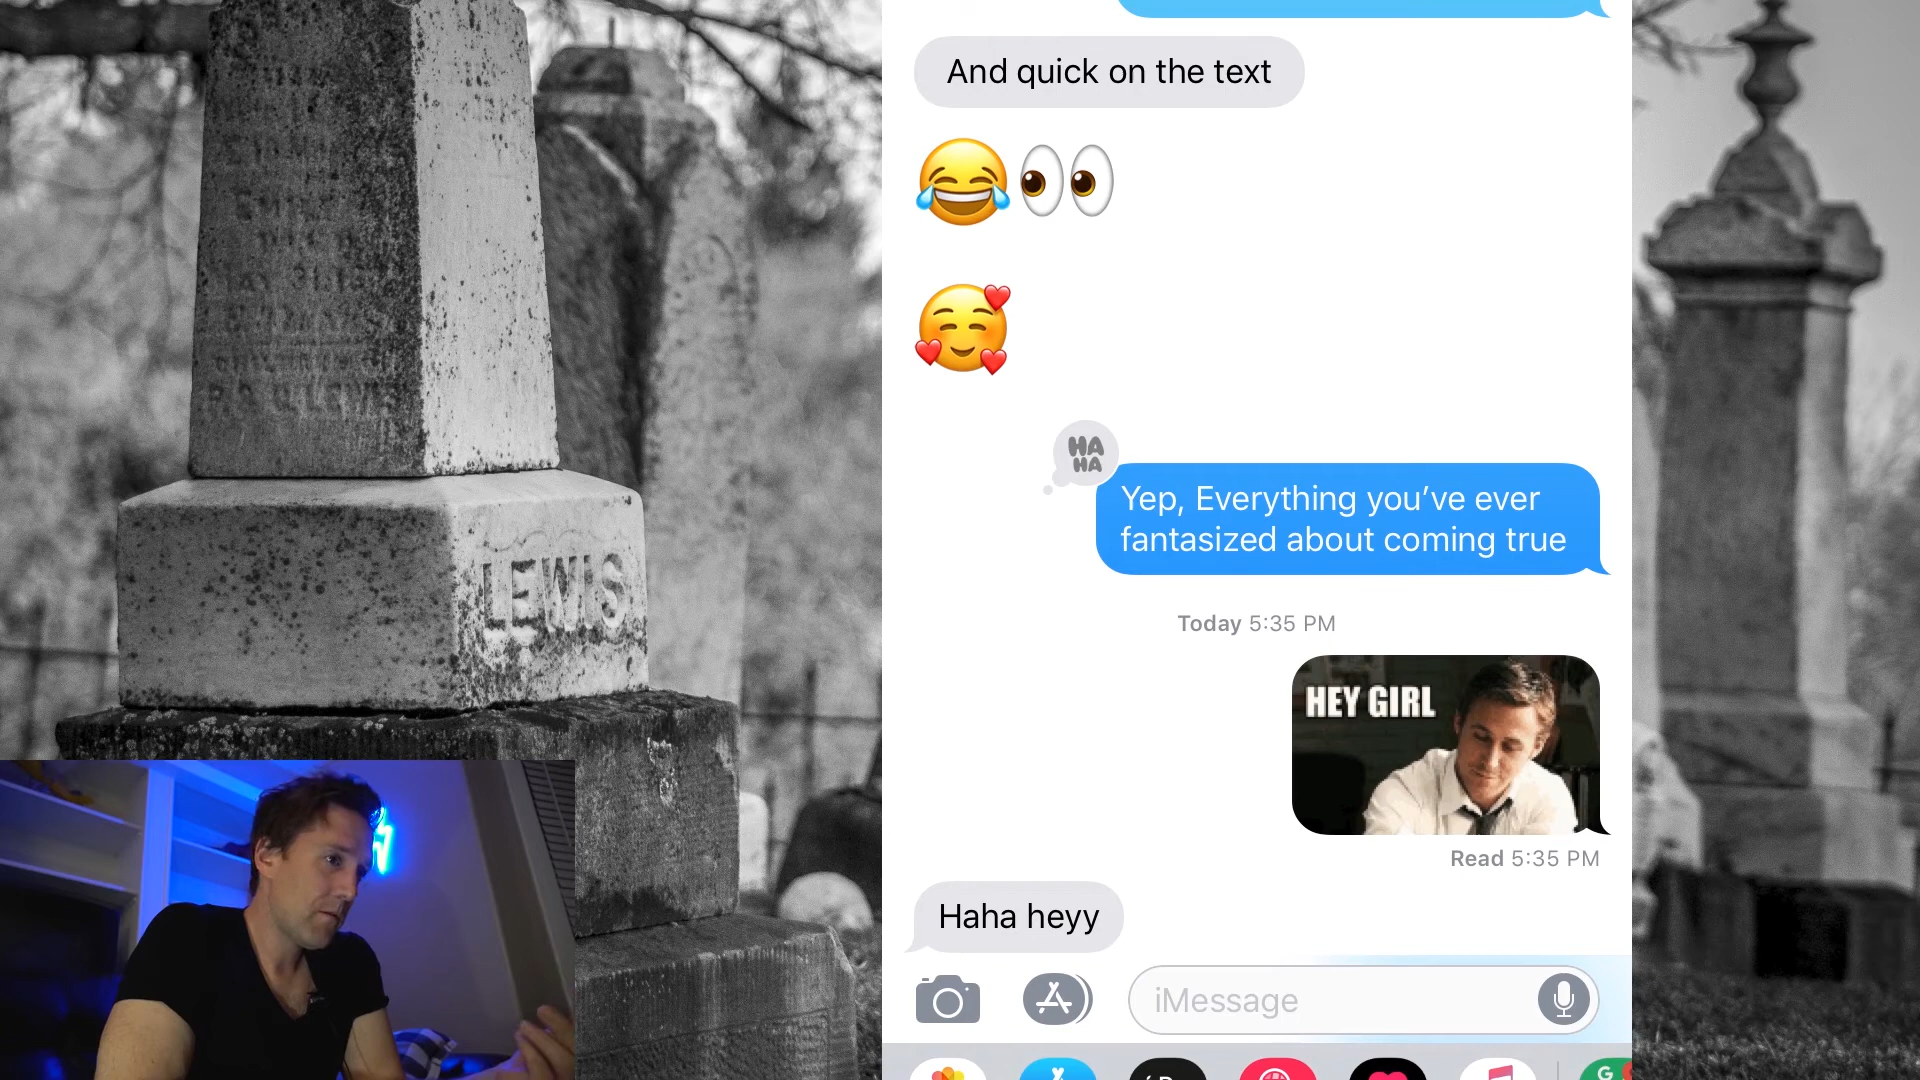 And quick on the text
HA
HA
Yep, Everything you’ve ever
fantasized about coming true
Today 5:35 PM
HEY GIRL
Read 5:35 PM
Haha heyy
iMessage
LEWIS